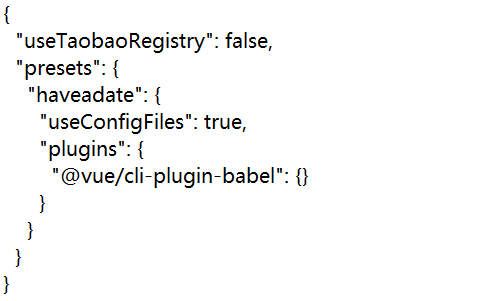 {
  "useTaobaoRegistry": false,
  "presets": {
    "haveadate": {
      "useConfigFiles": true,
      "plugins": {
        "@vue/cli-plugin-babel": {}
      }
    }
  }
}